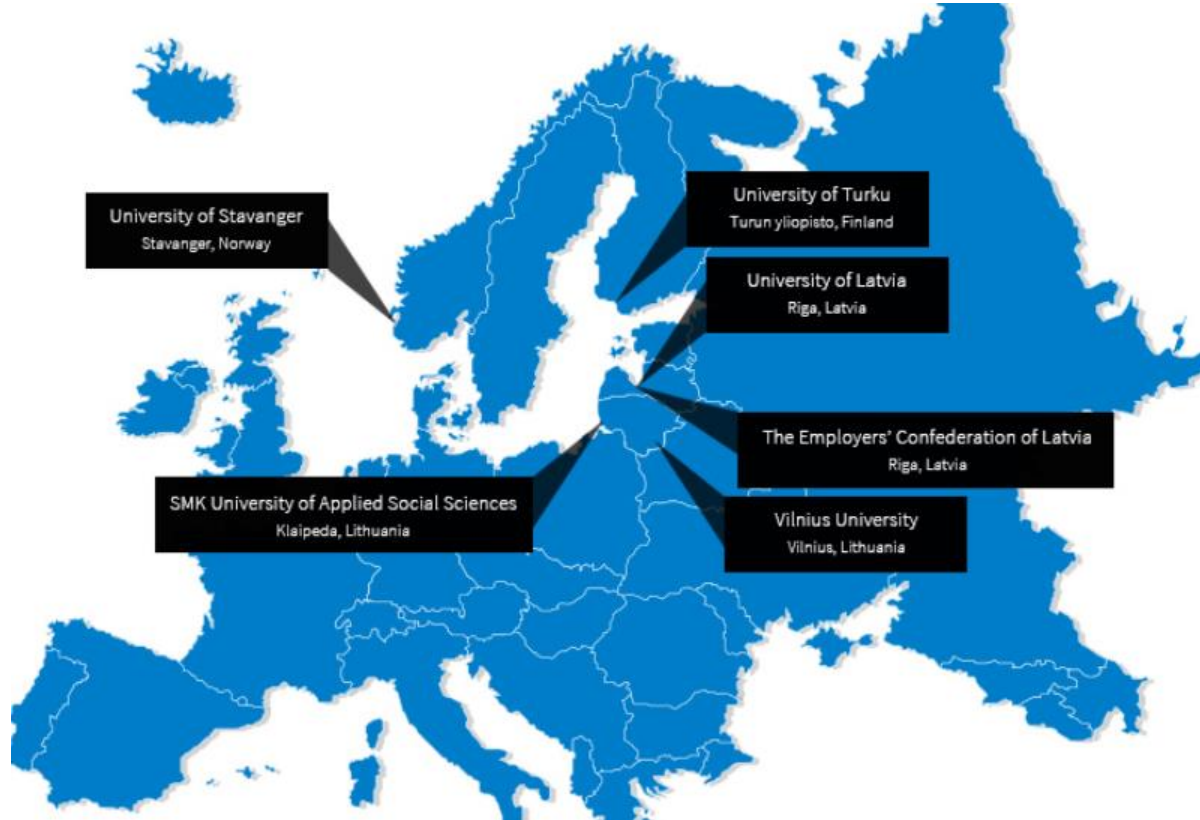 University of Stavanger
Stavanger, Norway
University of Turku
Turun yliopisto, Finland
University of Latvia
Riga, Latvia
The Employers’ Confederation of Latvia
Riga, Latvia
SMK University of Applied Social Sciences
Klaipeda, Lithuania
Vilnius University
Vilnius, Lithuania